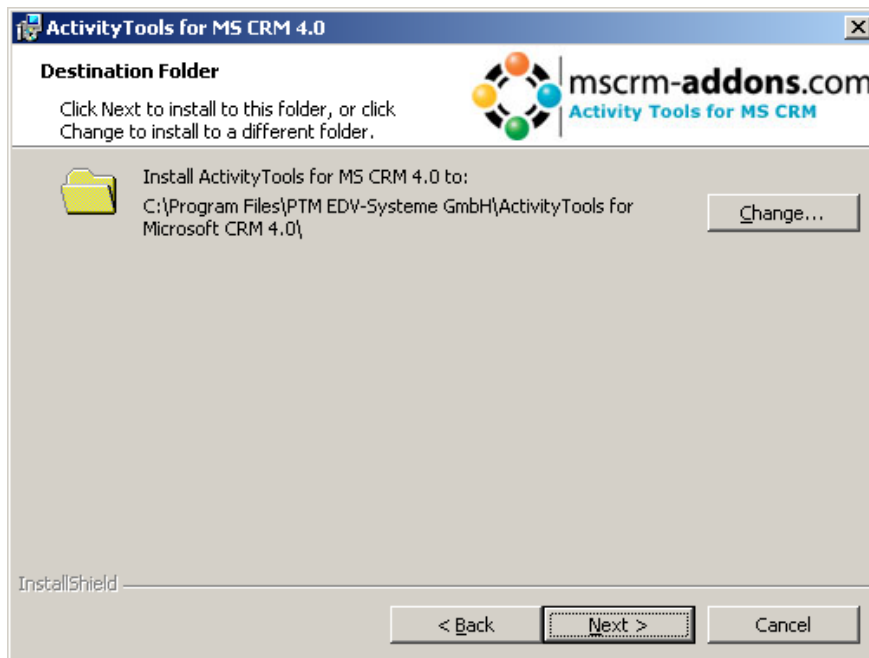 ActivityTools for MS CRM 4.0
Destination Folder
Click Next to install to this folder, or click
Change to install to a different folder.
mscrm-addons.com
Activity Tools for MS CRM
Install ActivityTools for MS CRM 4.0 to:
C:\Program Files\PTM EDV-Systeme GmbH\ActivityTools for
Microsoft CRM 4.0\
Change...
InstallShield
< Back
Next >
Cancel